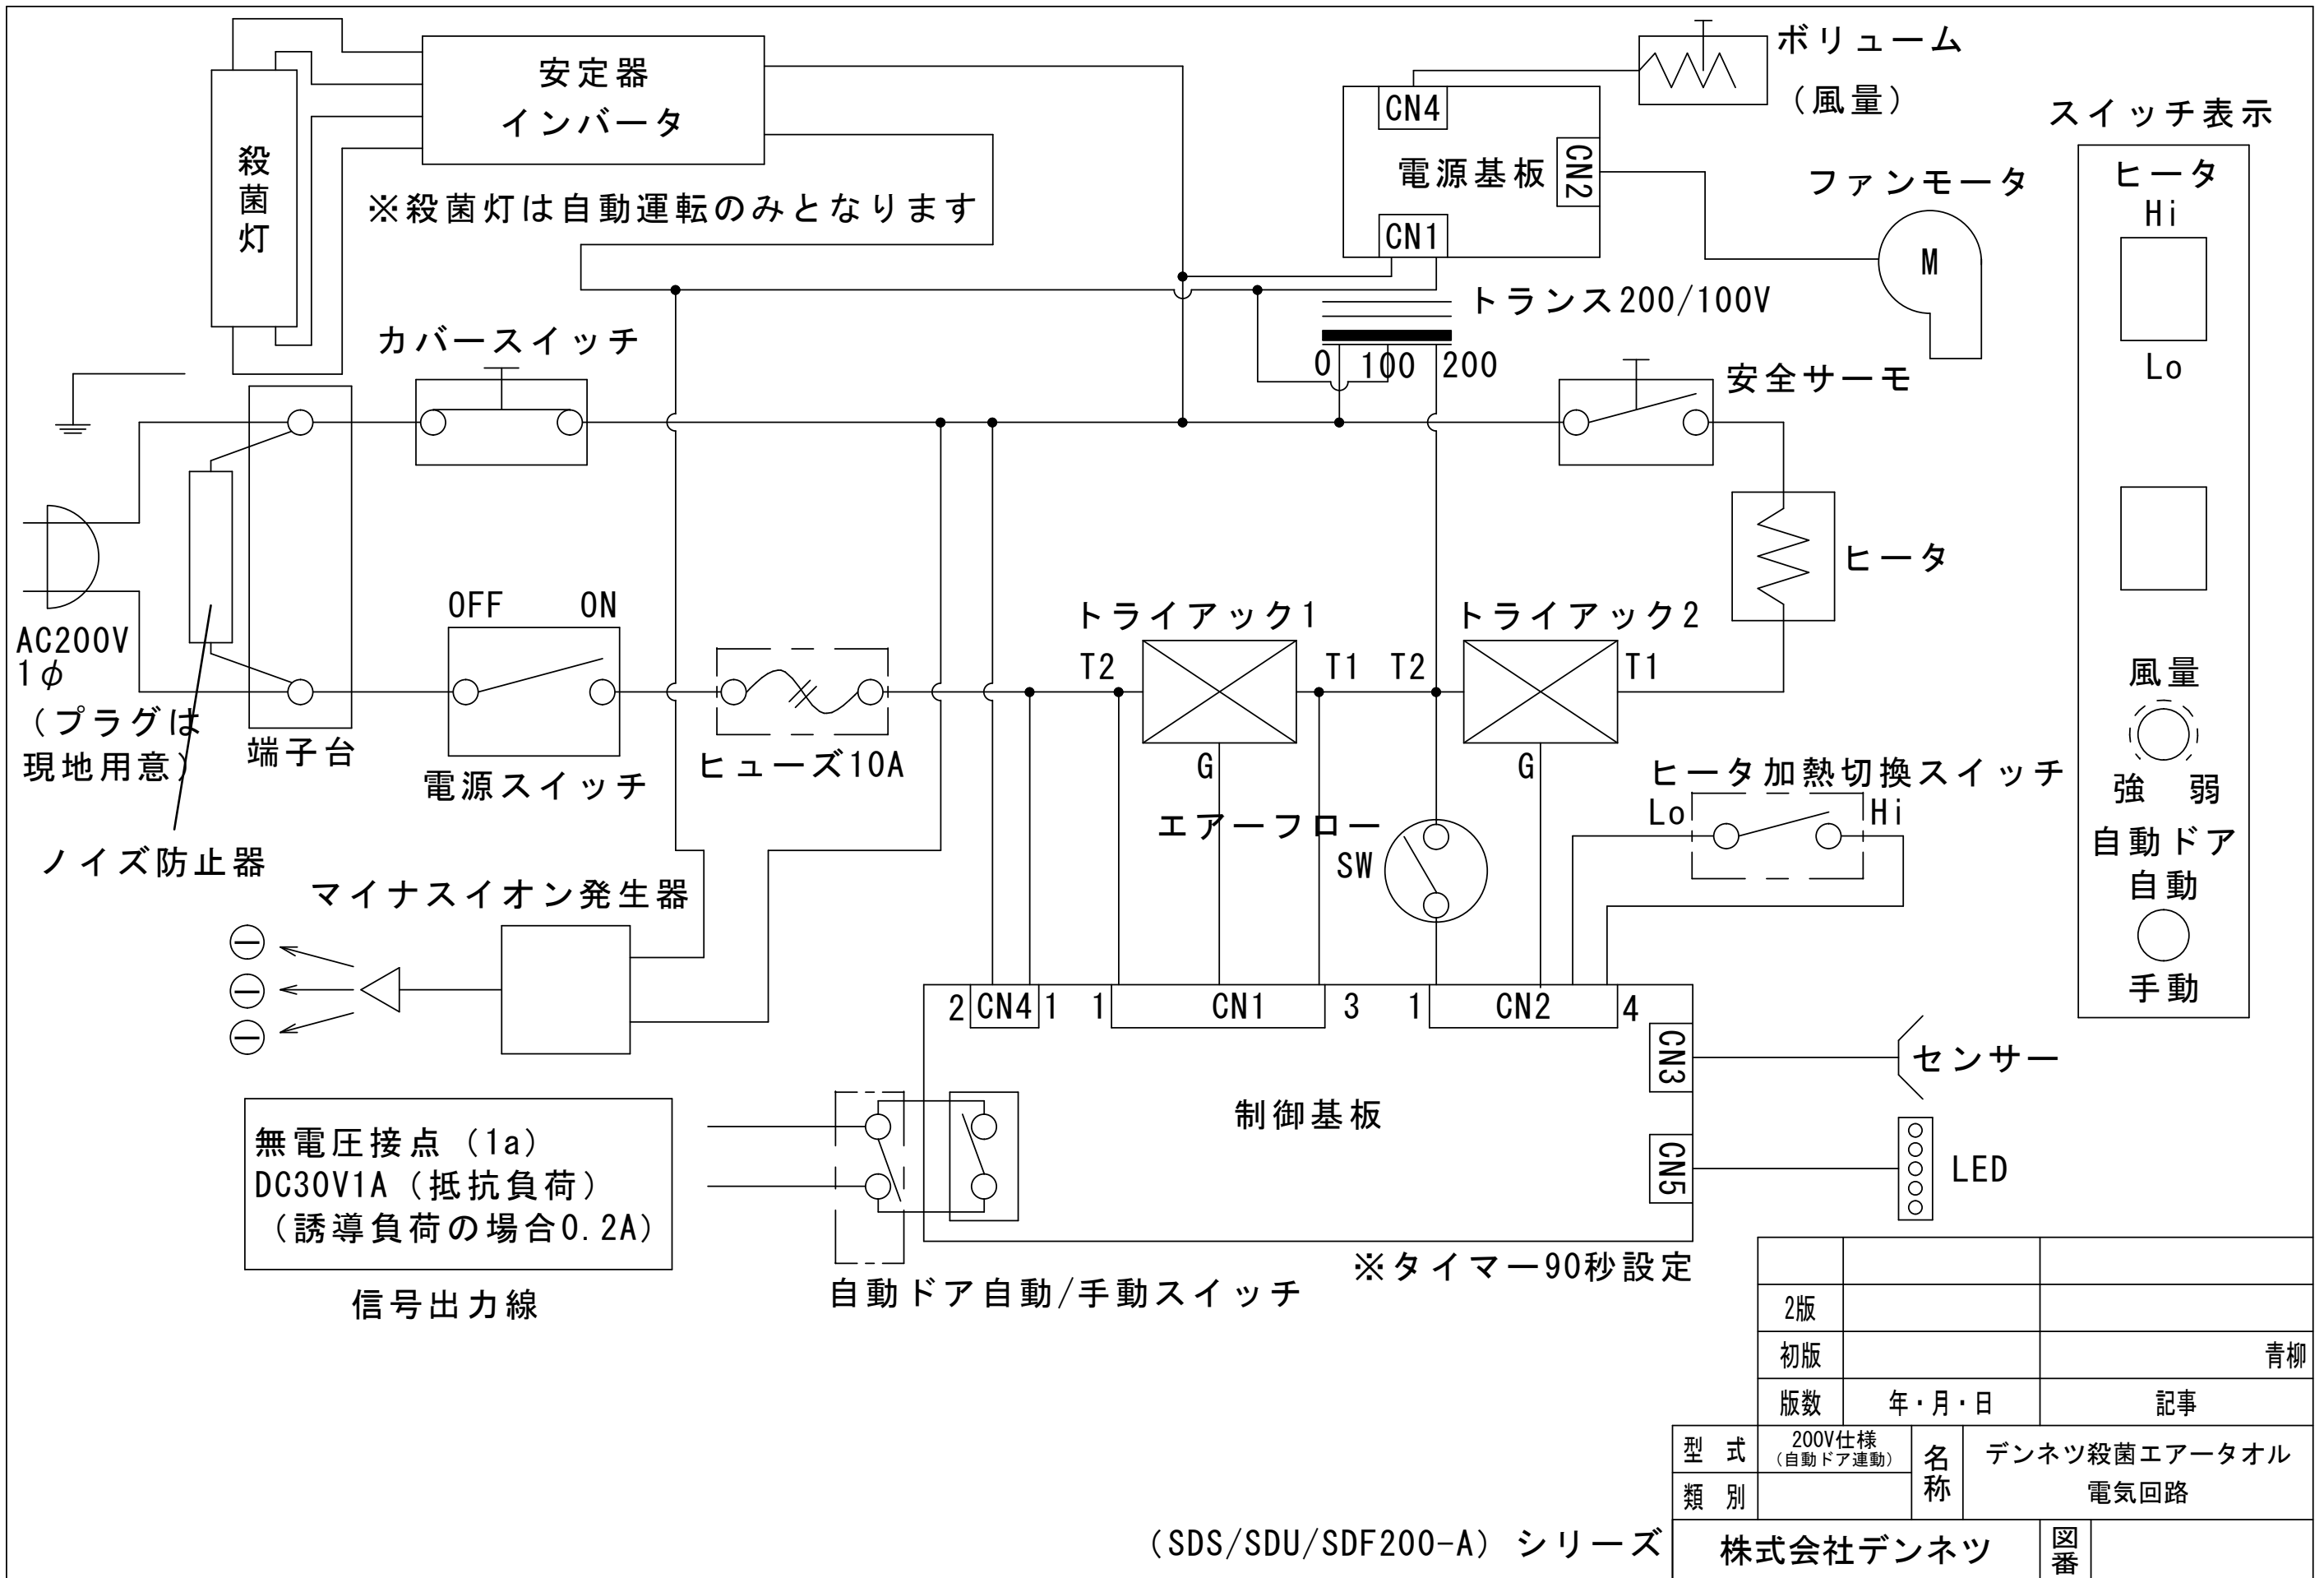 安定器
インバータ
殺菌灯
※殺菌灯は自動運転のみとなります
CN4
電源基板
CN2
CN1
ボリューム
（風量）
ファンモータ
M
トランス200/100V
0 100 200
カバースイッチ
安全サーモ
ヒータ
AC200V
1φ
（プラグは
現地用意）
端子台
ノイズ防止器
OFF ON
電源スイッチ
ヒューズ10A
トライアック1
T2 T1
G
トライアック2
T2 T1
G
エアーフロー
SW
ヒータ加熱切換スイッチ
Lo Hi
マイナスイオン発生器
2 CN4 1 1 CN1 3 1 CN2 4
CN3
センサー
制御基板
CN5
LED
※タイマー90秒設定
自動ドア自動/手動スイッチ
無電圧接点（1a）
DC30V1A（抵抗負荷）
（誘導負荷の場合0.2A）
信号出力線
スイッチ表示
ヒータ
Hi
Lo
風量
強 弱
自動ドア
自動
手動
2版
初版 青柳
版数 年・月・日 記事
型 式 200V仕様
（自動ドア連動）
類 別
名称
デンネツ殺菌エアータオル
電気回路
（SDS/SDU/SDF200-A）シリーズ
株式会社デンネツ
図番